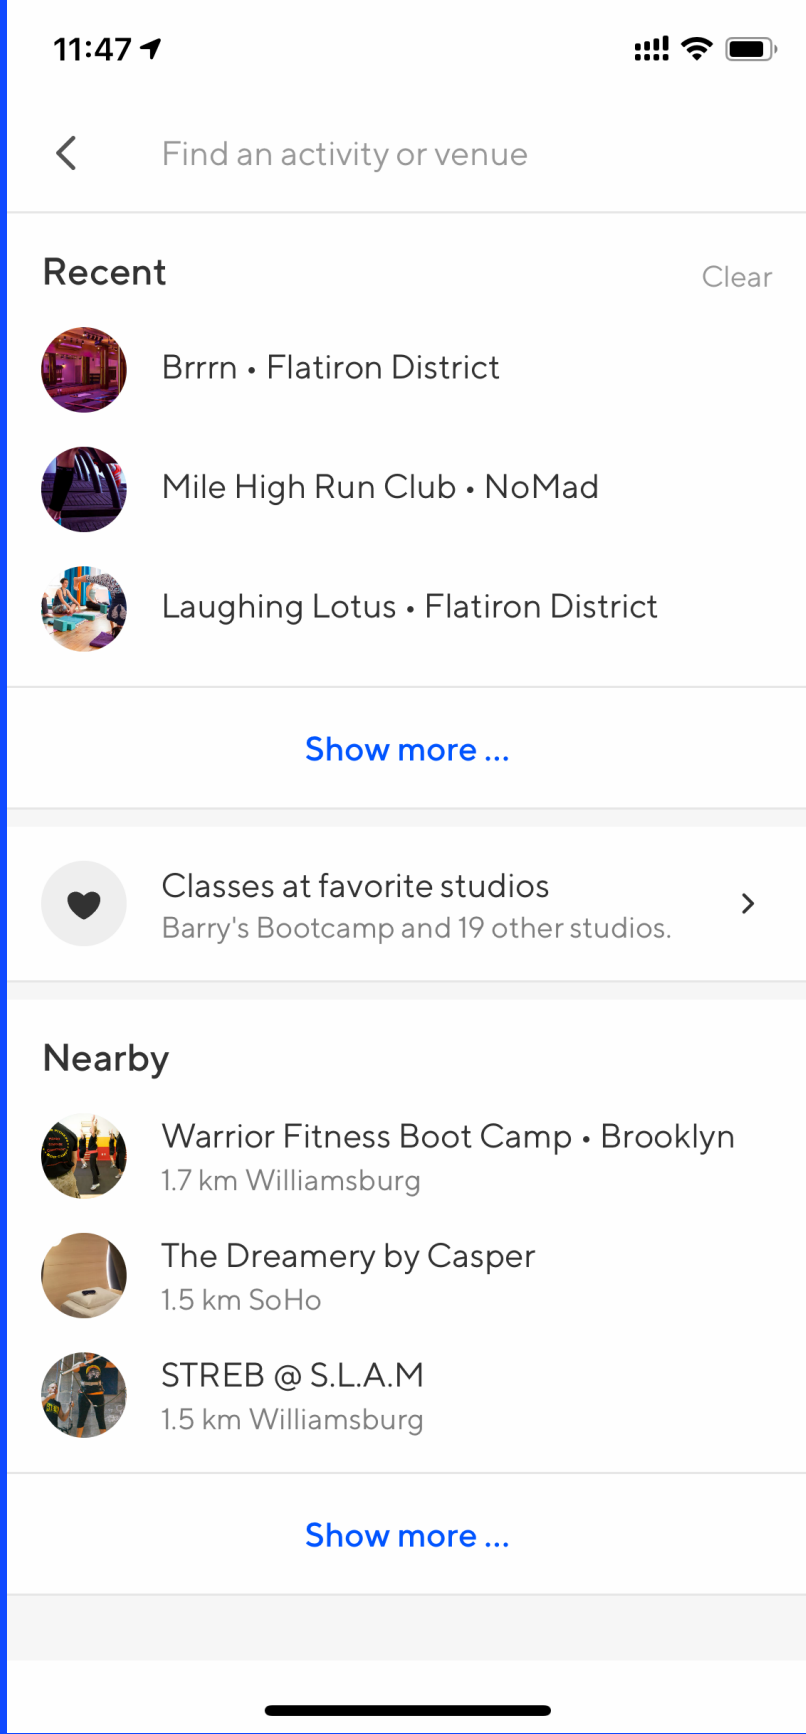 11:47
Find an activity or venue
Recent
Clear
Brrrn • Flatiron District
Mile High Run Club • NoMad
Laughing Lotus • Flatiron District
Show more ...
Classes at favorite studios
Barry's Bootcamp and 19 other studios.
Nearby
Warrior Fitness Boot Camp • Brooklyn
1.7 km Williamsburg
The Dreamery by Casper
1.5 km SoHo
STREB @ S.L.A.M
1.5 km Williamsburg
Show more ...